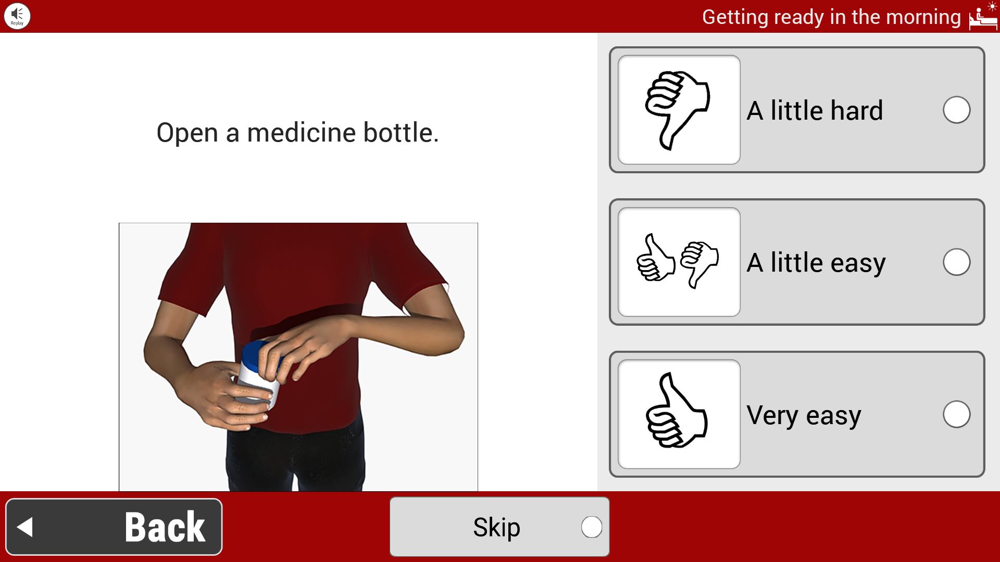 Replay
Getting ready in the morning
Open a medicine bottle.
A little hard
A little easy
Very easy
Back
Skip